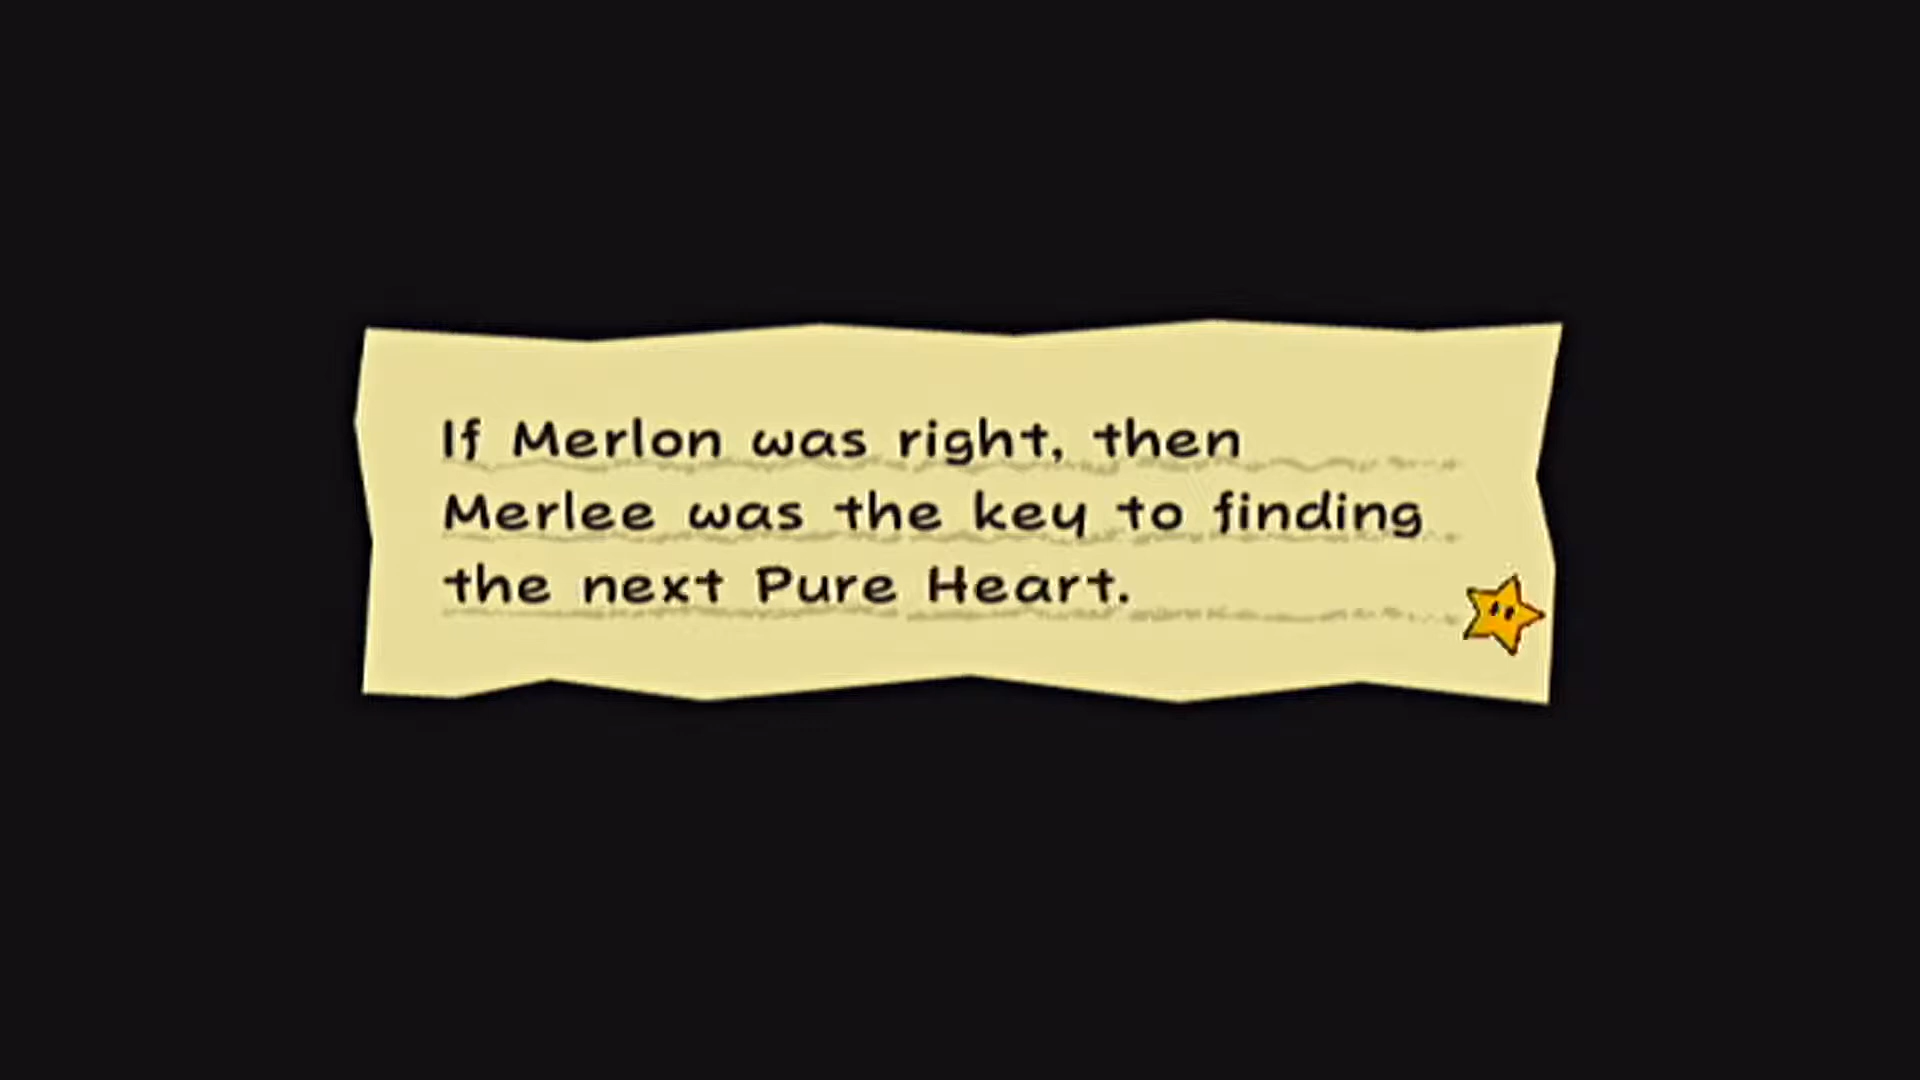 If Merlon was right, then
Merlee was the key to finding
the next Pure Heart.